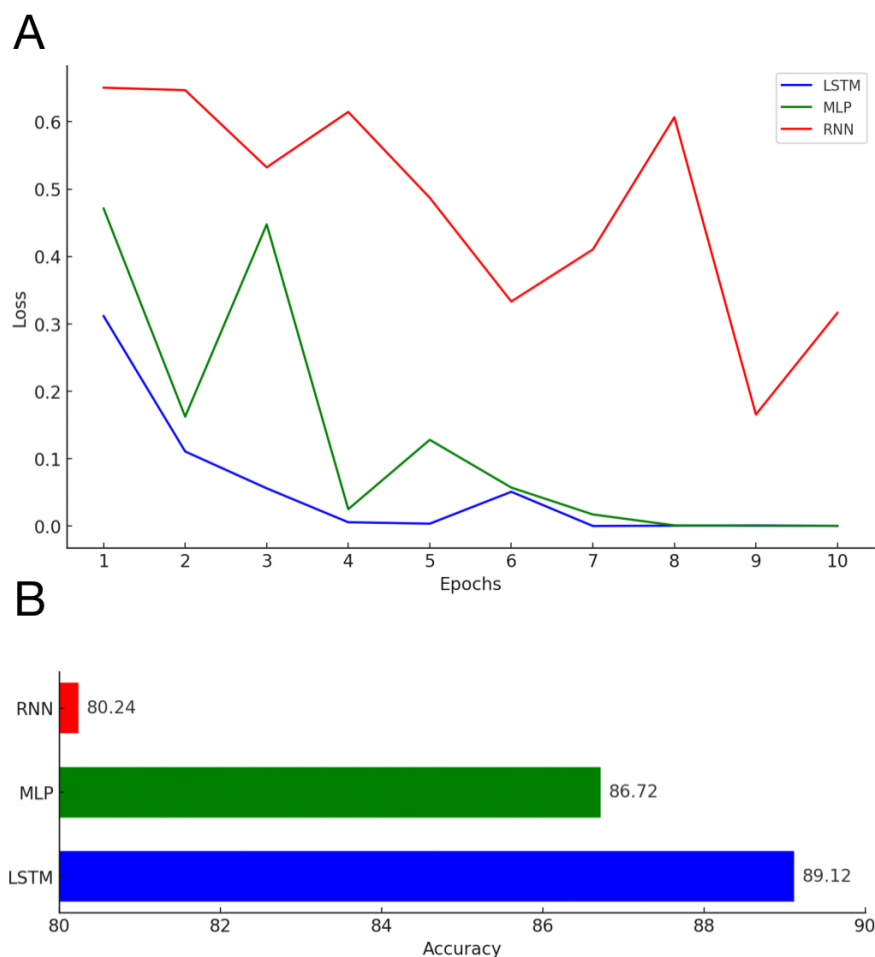 A
LSTM
MLP
RNN
0.6
0.5
0.4
0.3
0.2
0.1
0.0
Loss
1 2 3 4 5 6 7 8 9 10
Epochs
B
RNN 80.24
MLP 86.72
LSTM 89.12
80 82 84 86 88 90
Accuracy